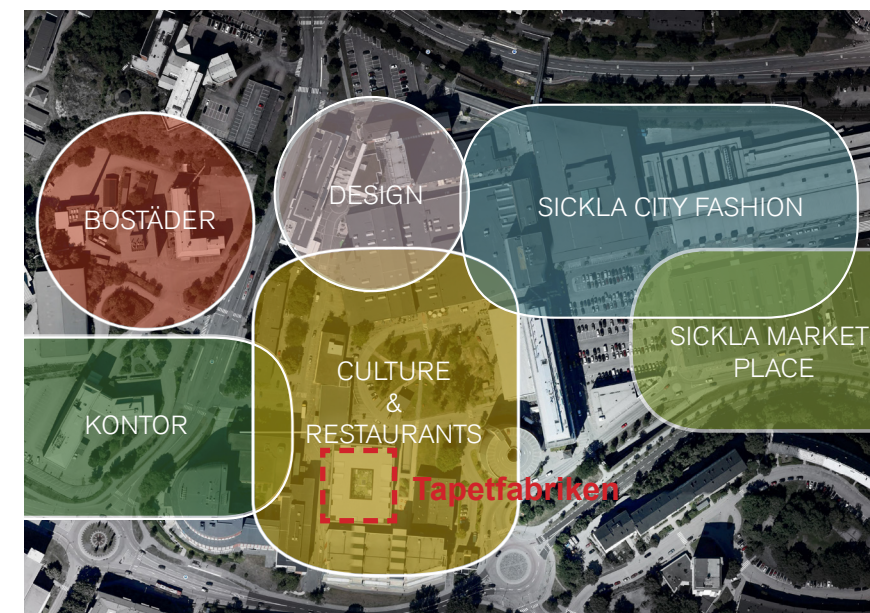 BOSTÄDER
DESIGN
SICKLA CITY FASHION
SICKLA MARKET
PLACE
CULTURE
&
RESTAURANTS
KONTOR
Tapetfabriken